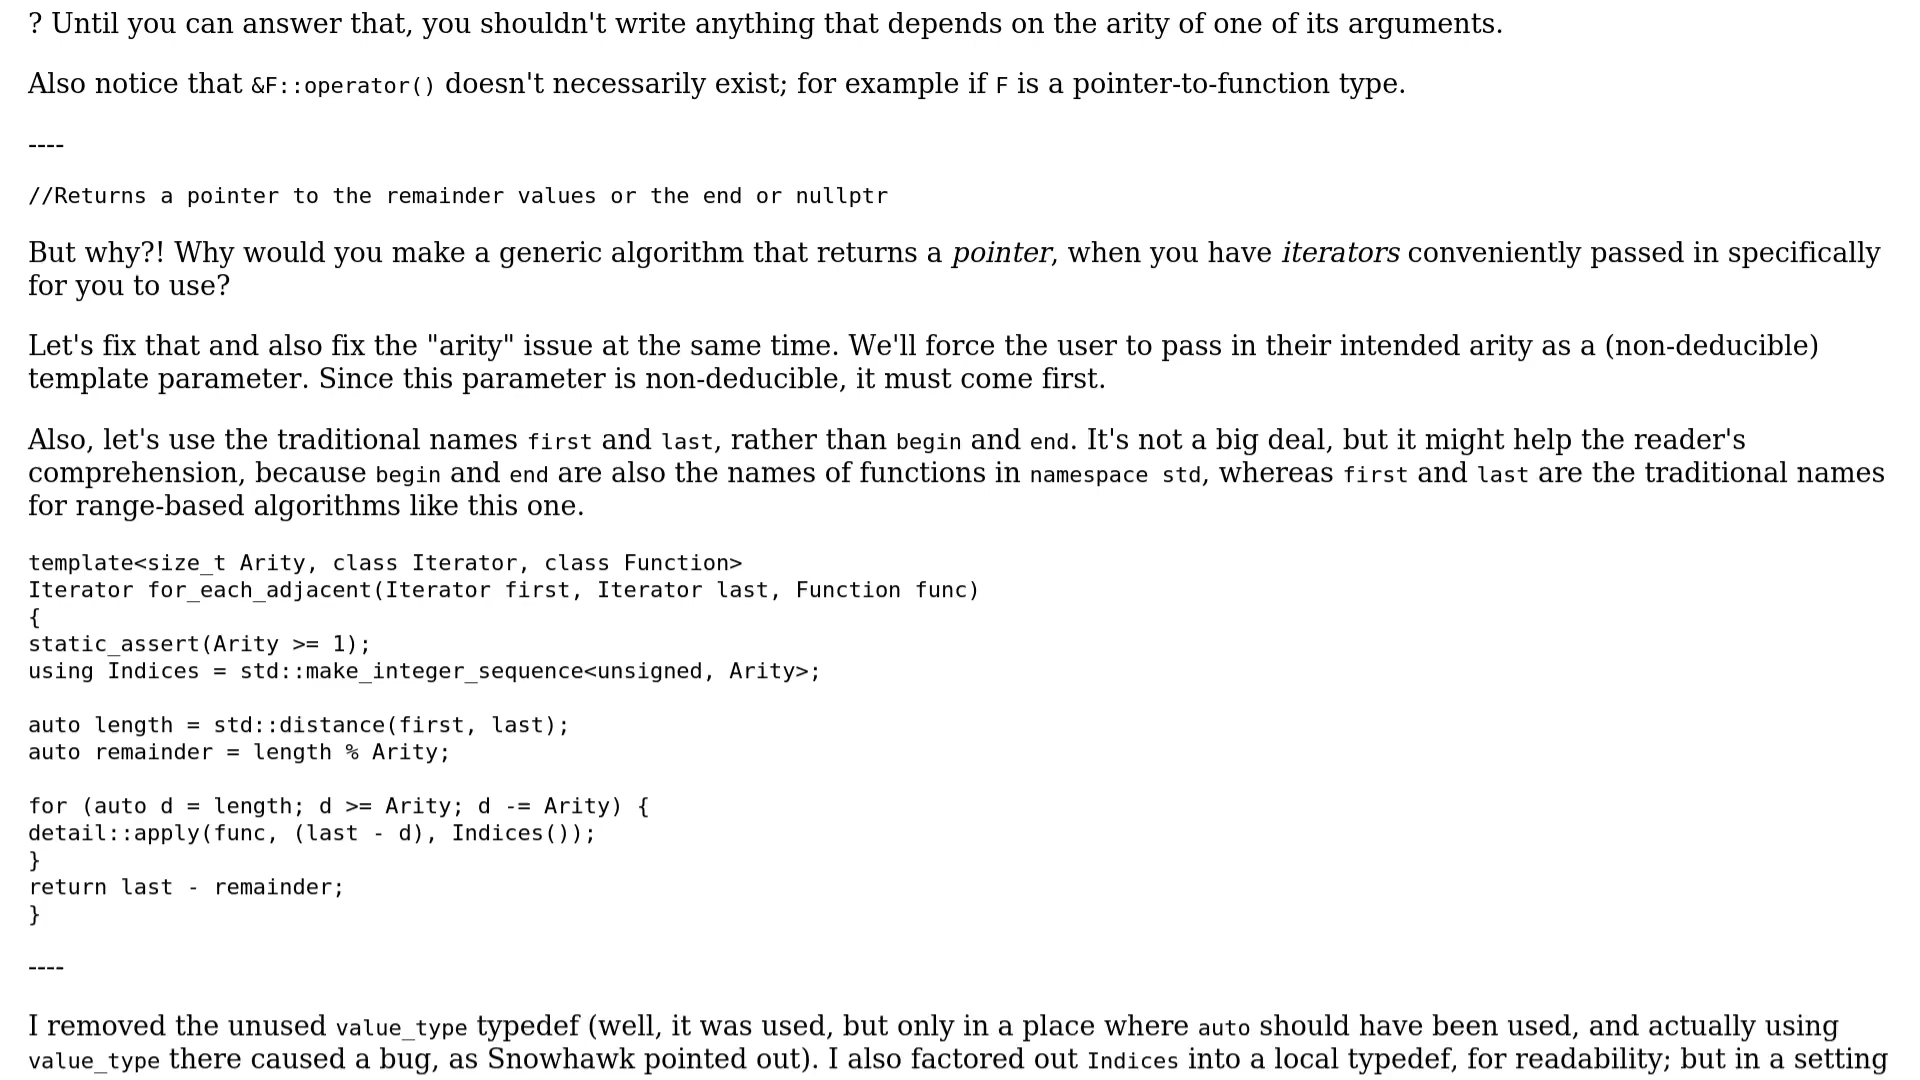 ? Until you can answer that, you shouldn't write anything that depends on the arity of one of its arguments.
Also notice that &F::operator() doesn't necessarily exist; for example if F is a pointer-to-function type.
----
//Returns a pointer to the remainder values or the end or nullptr
But why?! Why would you make a generic algorithm that returns a pointer, when you have iterators conveniently passed in specifically
for you to use?
Let's fix that and also fix the "arity" issue at the same time. We'll force the user to pass in their intended arity as a (non-deducible)
template parameter. Since this parameter is non-deducible, it must come first.
Also, let's use the traditional names first and last, rather than begin and end. It's not a big deal, but it might help the reader's
comprehension, because begin and end are also the names of functions in namespace std, whereas first and last are the traditional names
for range-based algorithms like this one.
template<size_t Arity, class Iterator, class Function>
Iterator for_each_adjacent(Iterator first, Iterator last, Function func)
{
static_assert(Arity >= 1);
using Indices = std::make_integer_sequence<unsigned, Arity>;
auto length = std::distance(first, last);
auto remainder = length % Arity;
for (auto d = length; d >= Arity; d -= Arity) {
detail::apply(func, (last - d), Indices());
}
return last - remainder;
}
----
I removed the unused value_type typedef (well, it was used, but only in a place where auto should have been used, and actually using
value_type there caused a bug, as Snowhawk pointed out). I also factored out Indices into a local typedef, for readability; but in a setting